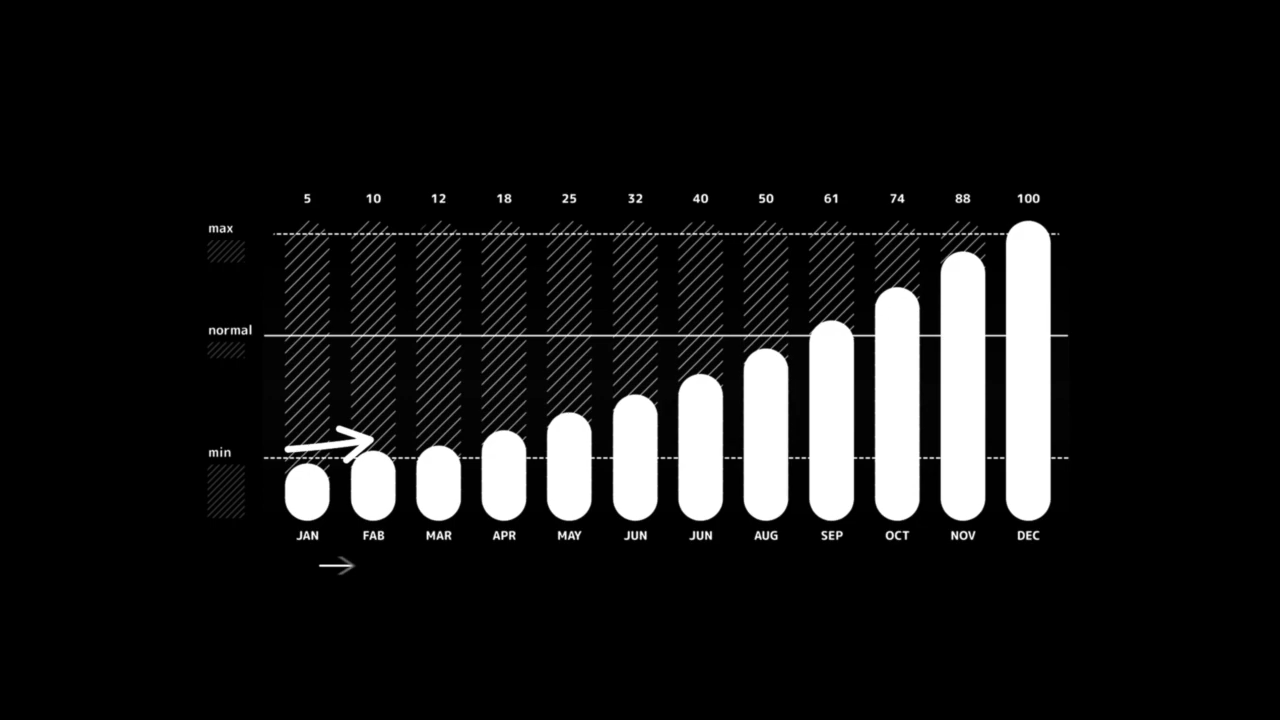 5 10 12 18 25 32 40 50 61 74 88 100
max
normal
min
JAN FAB MAR APR MAY JUN JUN AUG SEP OCT NOV DEC